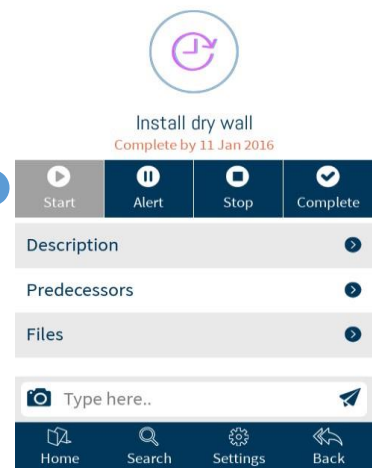 Install dry wall
Complete by 11 Jan 2016
Start Alert Stop Complete
Description
Predecessors
Files
Type here..
Home Search Settings Back